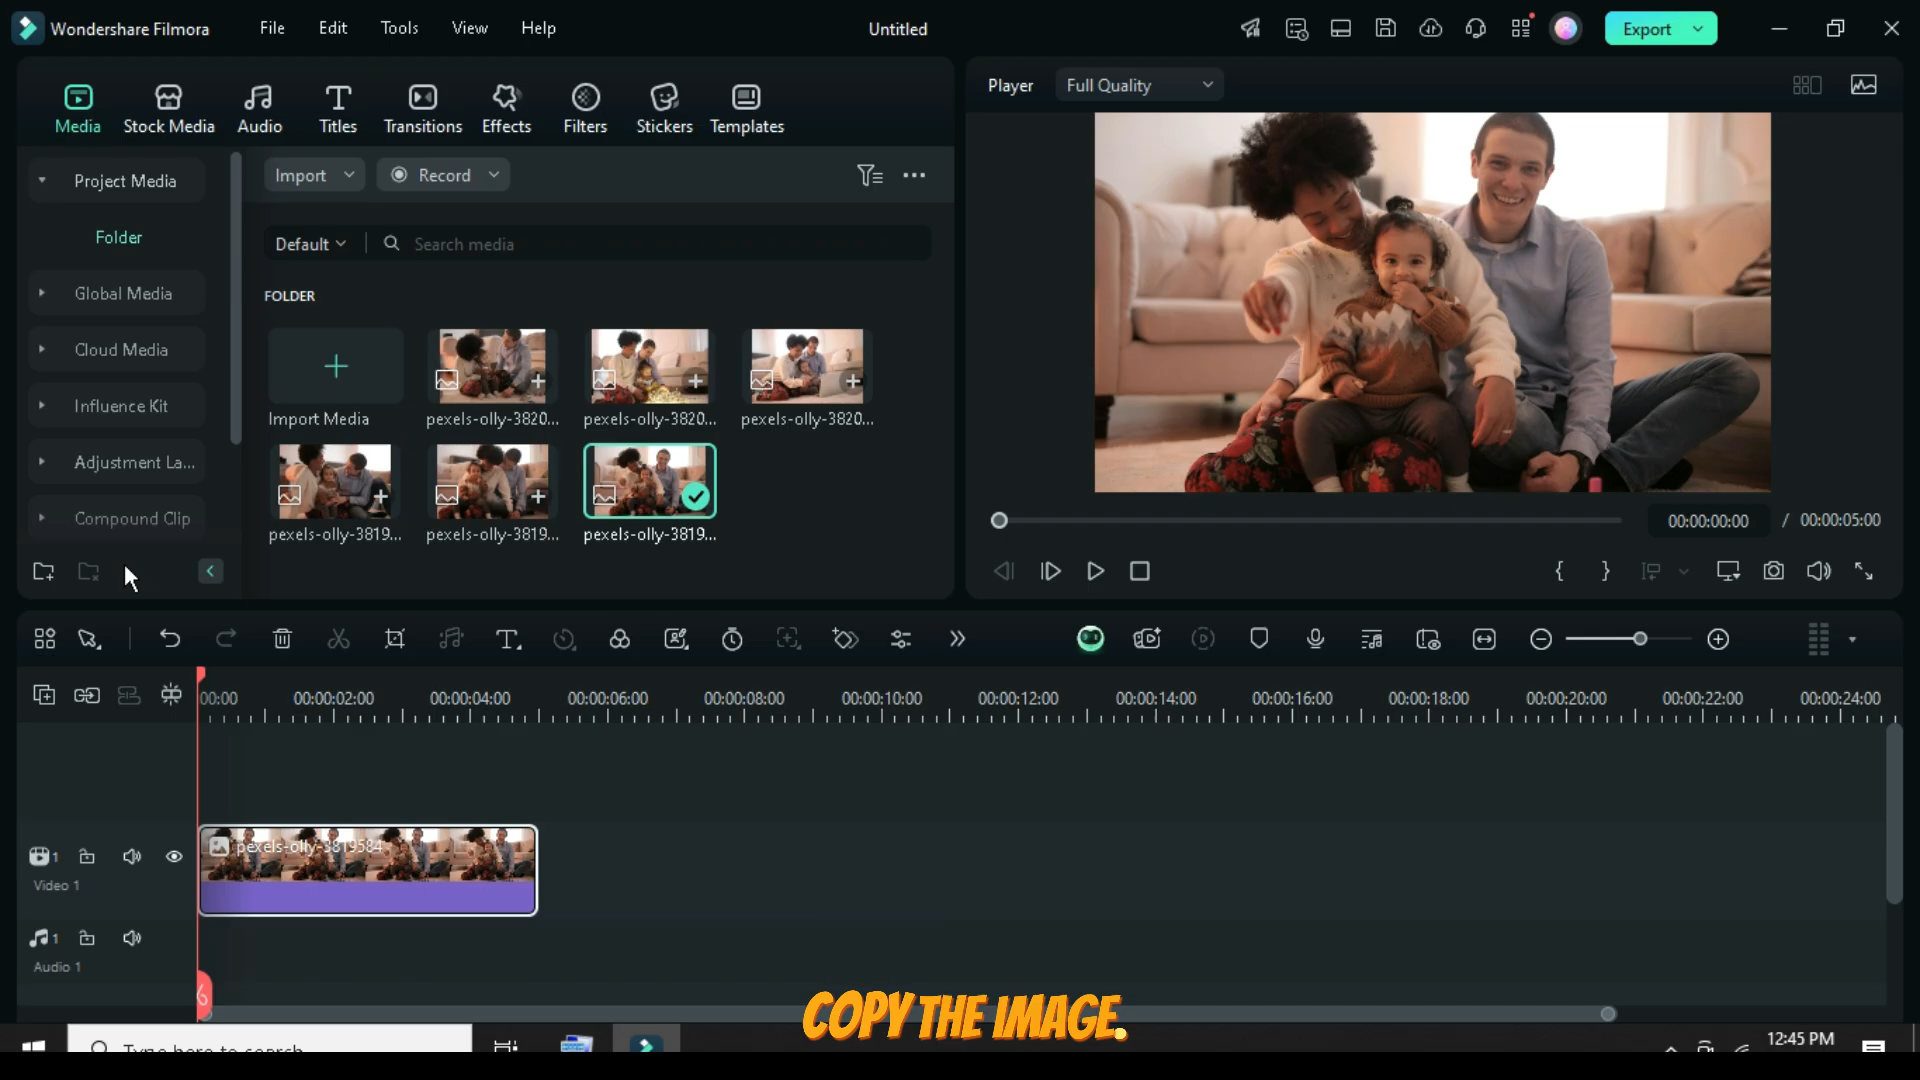 Wondershare Filmora File Edit Tools View Help Untitled Export
Media Stock Media Audio Titles Transitions Effects Filters Stickers Templates
Player Full Quality
Project Media
Folder
Global Media
Cloud Media
Influence Kit
Adjustment La...
Compound Clip
Import Record
Default Search media
FOLDER
Import Media pexels-olly-3820... pexels-olly-3820... pexels-olly-3820...
pexels-olly-3819... pexels-olly-3819... pexels-olly-3819...
00:00:00:00 / 00:00:05:00
00:00 00:00:02:00 00:00:04:00 00:00:06:00 00:00:08:00 00:00:10:00 00:00:12:00 00:00:14:00 00:00:16:00 00:00:18:00 00:00:20:00 00:00:22:00 00:00:24:00
pexels-olly-3819584
1
Video 1
1
Audio 1
COPY THE IMAGE.
Type here to search
12:45 PM